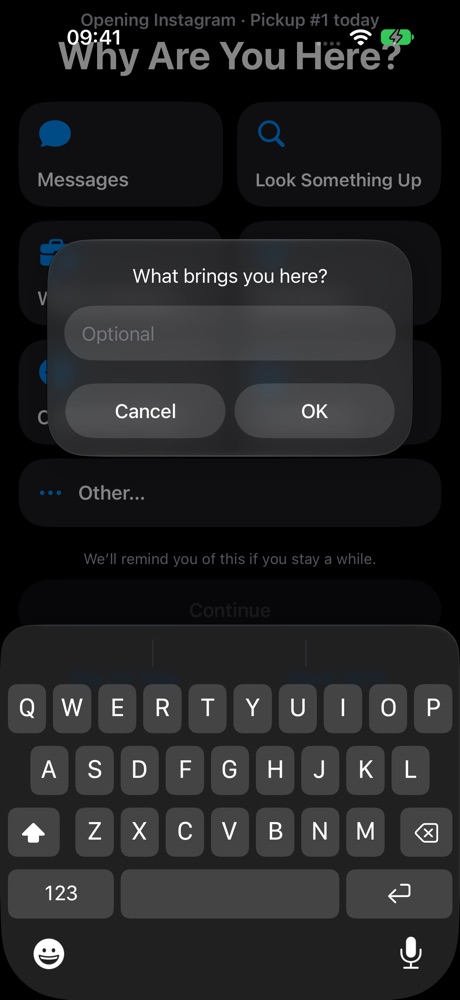 Opening Instagram · Pickup #1 today
09:41
Why Are You Here?
Messages
Look Something Up
What brings you here?
Optional
Cancel
OK
Other...
We'll remind you of this if you stay a while.
Continue
Q W E R T Y U I O P
A S D F G H J K L
Z X C V B N M
123